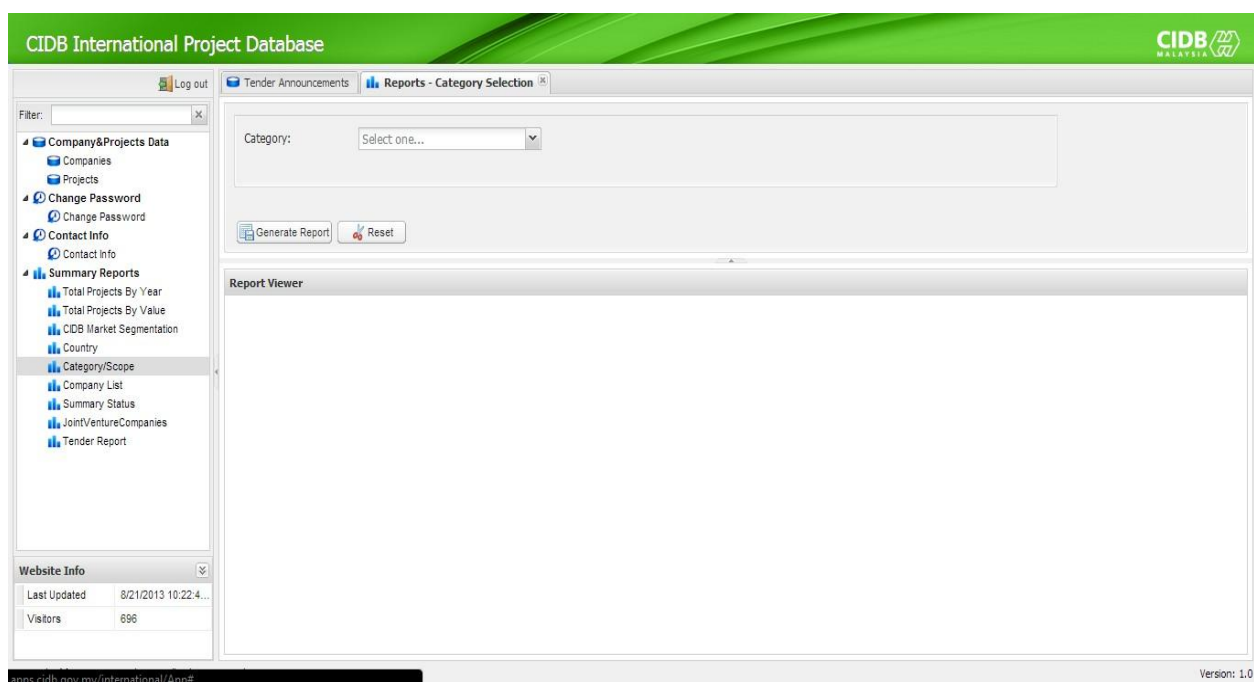 CIDB International Project Database
CIDB
MALAYSIA
Log out
Tender Announcements
Reports - Category Selection
Filter:
Category:
Select one...
Company&Projects Data
Companies
Projects
Change Password
Change Password
Contact Info
Contact Info
Generate Report
Reset
Summary Reports
Total Projects By Year
Total Projects By Value
CIDB Market Segmentation
Country
Category/Scope
Company List
Summary Status
JointVentureCompanies
Tender Report
Report Viewer
Website Info
Last Updated 8/21/2013 10:22:4...
Visitors 696
apps.cidb.gov.my/international/App#
Version: 1.0